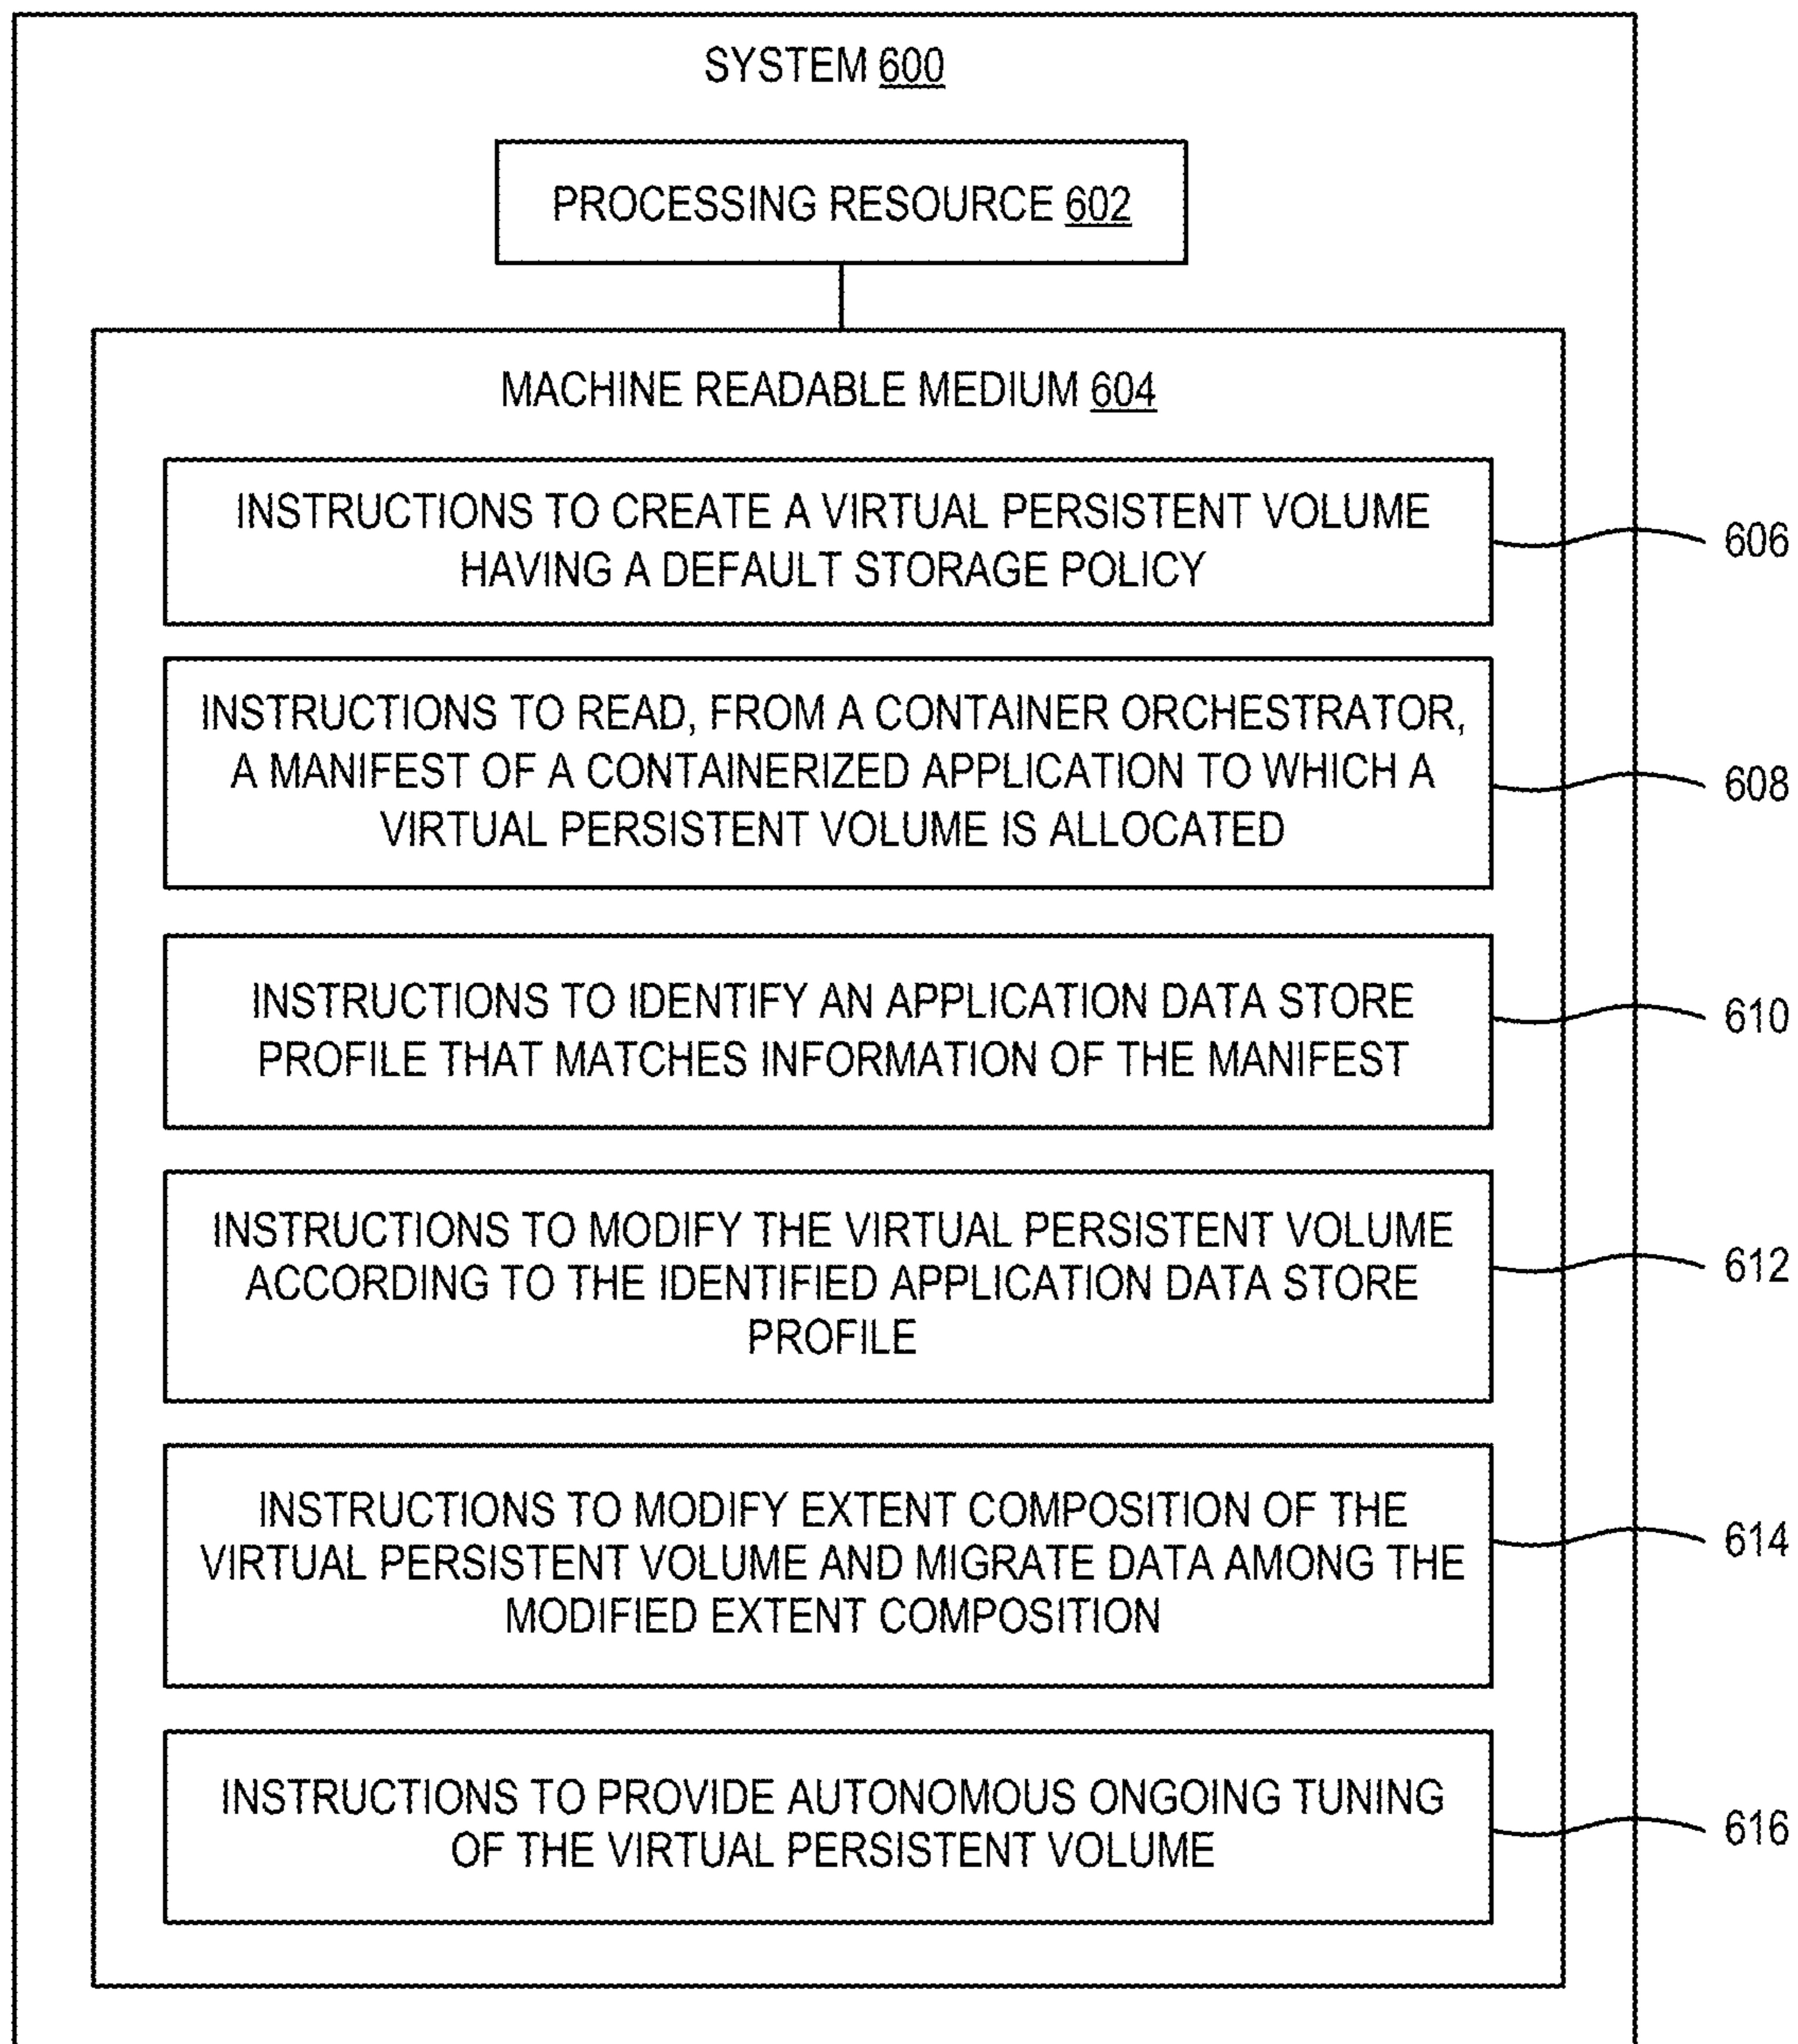 SYSTEM 600
PROCESSING RESOURCE 602
MACHINE READABLE MEDIUM 604
INSTRUCTIONS TO CREATE A VIRTUAL PERSISTENT VOLUME
HAVING A DEFAULT STORAGE POLICY
606
INSTRUCTIONS TO READ, FROM A CONTAINER ORCHESTRATOR,
A MANIFEST OF A CONTAINERIZED APPLICATION TO WHICH A
VIRTUAL PERSISTENT VOLUME IS ALLOCATED
608
INSTRUCTIONS TO IDENTIFY AN APPLICATION DATA STORE
PROFILE THAT MATCHES INFORMATION OF THE MANIFEST
610
INSTRUCTIONS TO MODIFY THE VIRTUAL PERSISTENT VOLUME
ACCORDING TO THE IDENTIFIED APPLICATION DATA STORE
PROFILE
612
INSTRUCTIONS TO MODIFY EXTENT COMPOSITION OF THE
VIRTUAL PERSISTENT VOLUME AND MIGRATE DATA AMONG THE
MODIFIED EXTENT COMPOSITION
614
INSTRUCTIONS TO PROVIDE AUTONOMOUS ONGOING TUNING
OF THE VIRTUAL PERSISTENT VOLUME
616